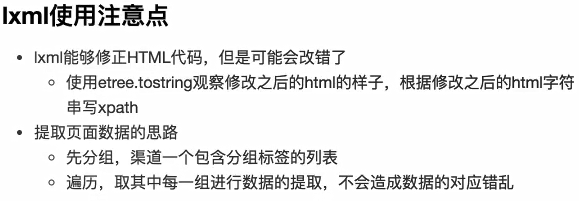 lxml使用注意点
lxml能够修正HTML代码，但是可能会改错了
使用etree.tostring观察修改之后的html的样子，根据修改之后的html字符
串写xpath
提取页面数据的思路
先分组，渠道一个包含分组标签的列表
遍历，取其中每一组进行数据的提取，不会造成数据的对应错乱